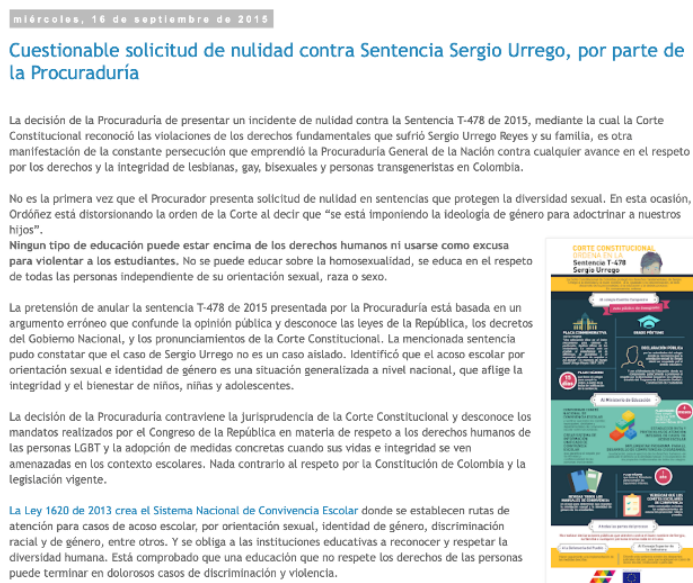 miércoles, 16 de septiembre de 2015
Cuestionable solicitud de nulidad contra Sentencia Sergio Urrego, por parte de
la Procuraduría
La decisión de la Procuraduría de presentar un incidente de nulidad contra la Sentencia T-478 de 2015, mediante la cual la Corte
Constitucional reconoció las violaciones de los derechos fundamentales que sufrió Sergio Urrego Reyes y su familia, es otra
manifestación de la constante persecución que emprendió la Procuraduría General de la Nación contra cualquier avance en el respeto
por los derechos y la integridad de lesbianas, gay, bisexuales y personas transgeneristas en Colombia.
No es la primera vez que el Procurador presenta solicitud de nulidad en sentencias que protegen la diversidad sexual. En esta ocasión,
Ordóñez está distorsionando la orden de la Corte al decir que “se está imponiendo la ideología de género para adoctrinar a nuestros
hijos”.
Ningun tipo de educación puede estar encima de los derechos humanos ni usarse como excusa
para violentar a los estudiantes. No se puede educar sobre la homosexualidad, se educa en el respeto
de todas las personas independiente de su orientación sexual, raza o sexo.
La pretensión de anular la sentencia T-478 de 2015 presentada por la Procuraduría está basada en un
argumento erróneo que confunde la opinión pública y desconoce las leyes de la República, los decretos
del Gobierno Nacional, y los pronunciamientos de la Corte Constitucional. La mencionada sentencia
pudo constatar que el caso de Sergio Urrego no es un caso aislado. Identificó que el acoso escolar por
orientación sexual e identidad de género es una situación generalizada a nivel nacional, que aflige la
integridad y el bienestar de niños, niñas y adolescentes.
La decisión de la Procuraduría contraviene la jurisprudencia de la Corte Constitucional y desconoce los
mandatos realizados por el Congreso de la República en materia de respeto a los derechos humanos de
las personas LGBT y la adopción de medidas concretas cuando sus vidas e integridad se ven
amenazadas en los contexto escolares. Nada contrario al respeto por la Constitución de Colombia y la
legislación vigente.
La Ley 1620 de 2013 crea el Sistema Nacional de Convivencia Escolar donde se establecen rutas de
atención para casos de acoso escolar, por orientación sexual, identidad de género, discriminación
racial y de género, entre otros. Y se obliga a las instituciones educativas a reconocer y respetar la
diversidad humana. Está comprobado que una educación que no respete los derechos de las personas
puede terminar en dolorosos casos de discriminación y violencia.
CORTE CONSTITUCIONAL
ORDENA EN LA
Sentencia T-478
Sergio Urrego
PLACA CONMEMORATIVA
GRADO PÓSTUMO
DECLARACIÓN PÚBLICA
Al Ministerio de Educación